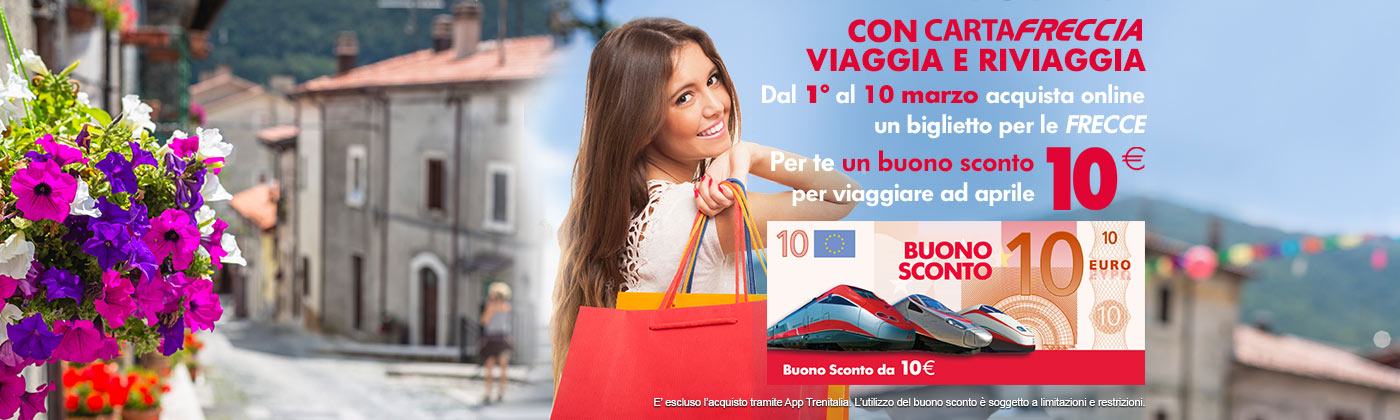 CON CARTAFRECCIA
VIAGGIA E RIVIAGGIA
Dal 1° al 10 marzo acquista online
un biglietto per le FRECCE
Per te un buono sconto 10€
per viaggiare ad aprile
10
BUONO
SCONTO
10
10
EURO
10
Buono Sconto da 10€
E' escluso l'acquisto tramite App Trenitalia. L'utilizzo del buono sconto è soggetto a limitazioni e restrizioni.